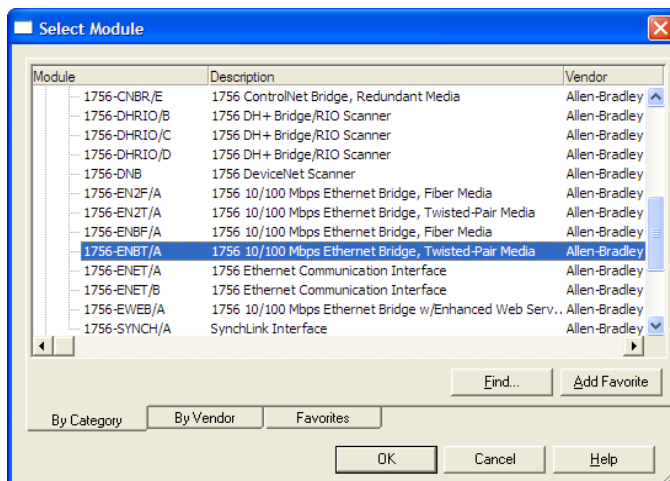 Select Module
Module Description Vendor
1756-CNBR/E 1756 ControlNet Bridge, Redundant Media Allen-Bradley
1756-DHRIO/B 1756 DH+ Bridge/RIO Scanner Allen-Bradley
1756-DHRIO/C 1756 DH+ Bridge/RIO Scanner Allen-Bradley
1756-DHRIO/D 1756 DH+ Bridge/RIO Scanner Allen-Bradley
1756-DNB 1756 DeviceNet Scanner Allen-Bradley
1756-EN2F/A 1756 10/100 Mbps Ethernet Bridge, Fiber Media Allen-Bradley
1756-EN2T/A 1756 10/100 Mbps Ethernet Bridge, Twisted-Pair Media Allen-Bradley
1756-ENBF/A 1756 10/100 Mbps Ethernet Bridge, Fiber Media Allen-Bradley
1756-ENBT/A 1756 10/100 Mbps Ethernet Bridge, Twisted-Pair Media Allen-Bradley
1756-ENET/A 1756 Ethernet Communication Interface Allen-Bradley
1756-ENET/B 1756 Ethernet Communication Interface Allen-Bradley
1756-EWEB/A 1756 10/100 Mbps Ethernet Bridge w/Enhanced Web Serv... Allen-Bradley
1756-SYNCH/A SynchLink Interface Allen-Bradley
Find... Add Favorite
By Category By Vendor Favorites
OK Cancel Help